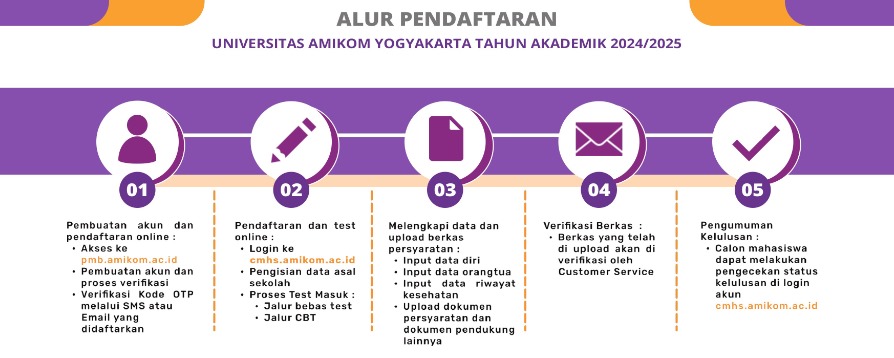 ALUR PENDAFTARAN
UNIVERSITAS AMIKOM YOGYAKARTA TAHUN AKADEMIK 2024/2025
01
Pembuatan akun dan
pendaftaran online :
• Akses ke
pmb.amikom.ac.id
• Pembuatan akun dan
proses verifikasi
• Verifikasi Kode OTP
melalui SMS atau
Email yang
didaftarkan
02
Pendaftaran dan test
online :
• Login ke
cmhs.amikom.ac.id
• Pengisian data asal
sekolah
• Proses Test Masuk :
• Jalur bebas test
• Jalur CBT
03
Melengkapi data dan
upload berkas
persyaratan :
• Input data diri
• Input data orangtua
• Input data riwayat
kesehatan
• Upload dokumen
persyaratan dan
dokumen pendukung
lainnya
04
Verifikasi Berkas :
• Berkas yang telah
di upload akan di
verifikasi oleh
Customer Service
05
Pengumuman
Kelulusan :
• Calon mahasiswa
dapat melakukan
pengecekan status
kelulusan di login
akun
cmhs.amikom.ac.id